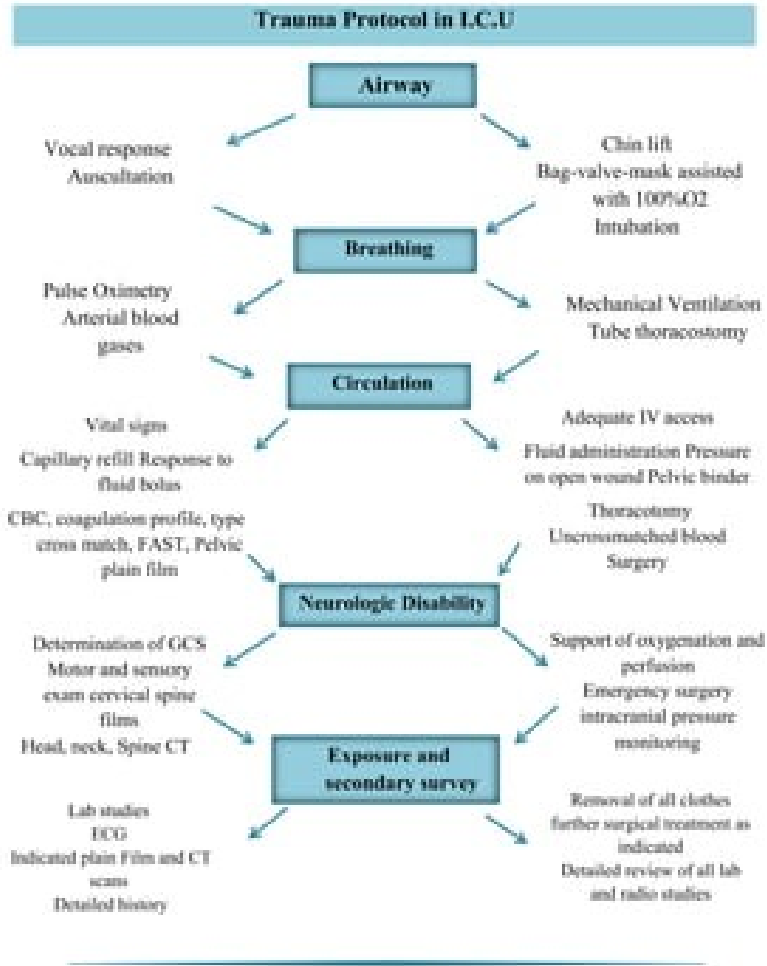 Trauma Protocol in I.C.U
Airway
Vocal response
Auscultation
Chin lift
Bag-valve-mask assisted
with 100%O2
Intubation
Breathing
Pulse Oximetry
Arterial blood
gases
Mechanical Ventilation
Tube thoracostomy
Circulation
Vital signs
Capillary refill Response to
fluid bolus
CBC, coagulation profile, type
cross match, FAST, Pelvic
plain film
Adequate IV access
Fluid administration Pressure
on open wound Pelvic binder
Thoracotomy
Uncrossmatched blood
Surgery
Neurologic Disability
Determination of GCS
Motor and sensory
exam cervical spine
films
Head, neck, Spine CT
Support of oxygenation and
perfusion
Emergency surgery
intracranial pressure
monitoring
Exposure and
secondary survey
Lab studies
ECG
Indicated plain Film and CT
scans
Detailed history
Removal of all clothes
further surgical treatment as
indicated
Detailed review of all lab
and radio studies